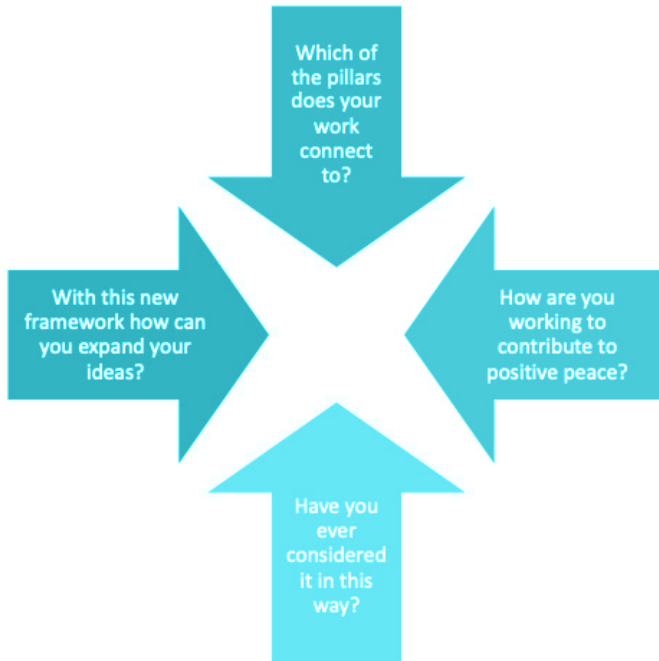 Which of
the pillars
does your
work
connect
to?
How are you
working to
contribute to
positive peace?
Have you
ever
considered
it in this
way?
With this new
framework how can
you expand your
ideas?